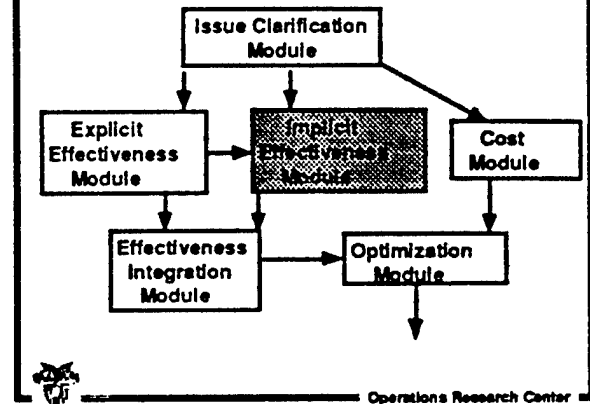 Issue Clarification
Module
Explicit
Effectiveness
Module
Implicit
Effectiveness
Module
Cost
Module
Effectiveness
Integration
Module
Optimization
Module
Operations Research Center